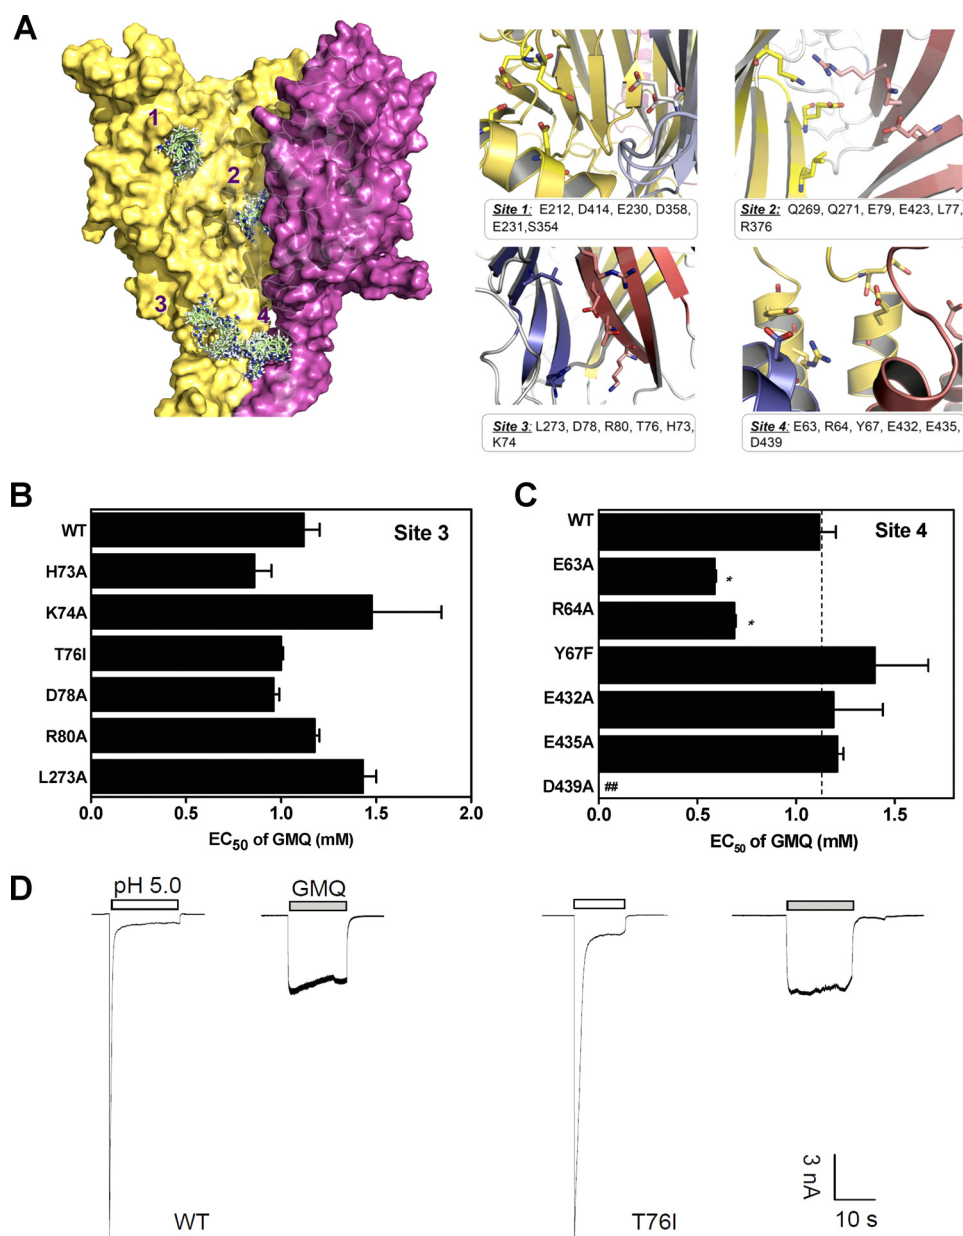 A
1
2
3
4
Site 1: E212, D414, E230, D358,
E231,S354
Site 2: Q269, Q271, E79, E423, L77,
R376
Site 3: L273, D78, R80, T76, H73,
K74
Site 4: E63, R64, Y67, E432, E435,
D439
B
Site 3
WT
H73A
K74A
T76I
D78A
R80A
L273A
0.0 0.5 1.0 1.5 2
EC50 of GMQ (mM)
C
Site 4
WT
E63A
*
R64A
*
Y67F
E432A
E435A
D439A
##
0.0 0.5 1.0 1.5
EC50 of GMQ (mM)
D
pH 5.0
GMQ
WT
T76I
3 nA
10 s